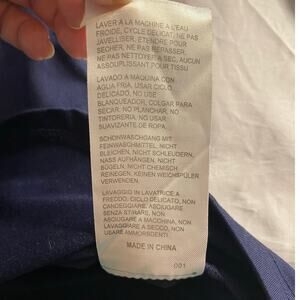 LAVER A LA MACHINE A L'EAU
FROIDE, CYCLE DELICAT, NE PAS
JAVELLISER, ETENDRE POUR
SECHER, NE PAS REPASSER,
NE PAS NETTOYER A SEC, AUCUN
ASSOUPLISSANT POUR TISSU
LAVADO A MAQUINA CON
AGUA FRIA, USAR CICLO
DELICADO, NO USE
BLANQUEADOR, COLGAR PARA
SECAR, NO PLANCHAR, NO
TINTORERIA, NO USAR
SUAVIZANTE DE ROPA.
SCHONWASCHGANG MIT
FEINWASCHMITTEL, NICHT
BLEICHEN, NICHT SCHLEUDERN,
NASS AUFHÄNGEN, NICHT
BÜGELN, NICHT CHEMISCH
REINIGEN, KEINEN WEICHSPÜLER
VERWENDEN.
LAVAGGIO IN LAVATRICE A
FREDDO, CICLO DELICATO, NON
CANDEGGIARE, ASCIUGARE
SENZA STIRARE, NON
ASCIUGARE A MACCHINA, NON
LAVAGGIARE A SECCO, NON
USARE AMMORBIDENTI.
MADE IN CHINA
001